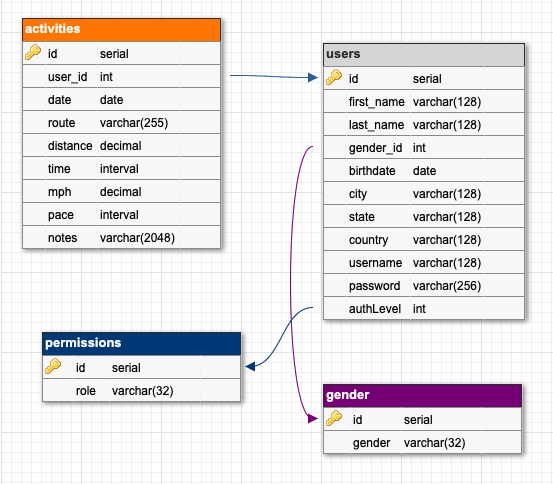 activities
id serial
user_id int
date date
route varchar(255)
distance decimal
time interval
mph decimal
pace interval
notes varchar(2048)
users
id serial
first_name varchar(128)
last_name varchar(128)
gender_id int
birthdate date
city varchar(128)
state varchar(128)
country varchar(128)
username varchar(128)
password varchar(256)
authLevel int
permissions
id serial
role varchar(32)
gender
id serial
gender varchar(32)